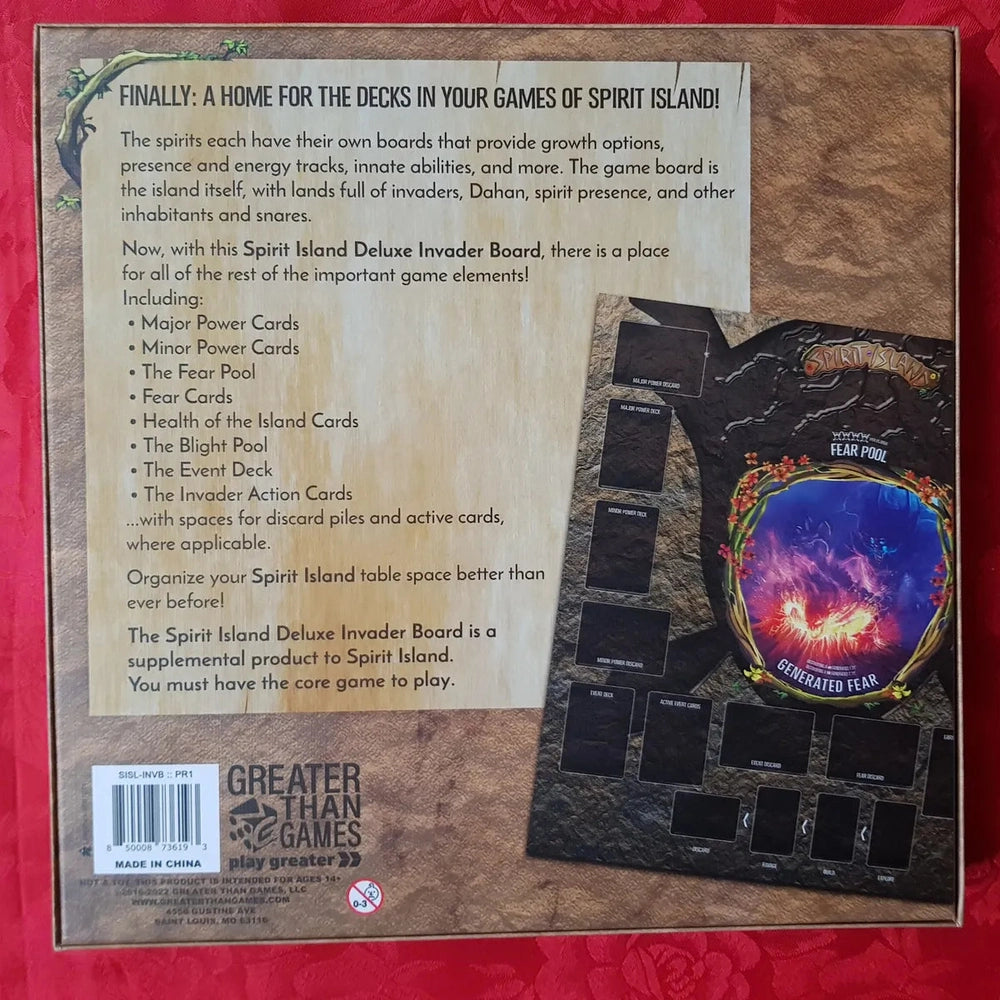 FINALLY: A HOME FOR THE DECKS IN YOUR GAMES OF SPIRIT ISLAND!
The spirits each have their own boards that provide growth options,
presence and energy tracks, innate abilities, and more. The game board is
the island itself, with lands full of invaders, Dahan, spirit presence, and other
inhabitants and snares.
Now, with this Spirit Island Deluxe Invader Board, there is a place
for all of the rest of the important game elements!
Including:
• Major Power Cards
• Minor Power Cards
• The Fear Pool
• Fear Cards
• Health of the Island Cards
• The Blight Pool
• The Event Deck
• The Invader Action Cards
...with spaces for discard piles and active cards,
where applicable.
Organize your Spirit Island table space better than
ever before!
The Spirit Island Deluxe Invader Board is a
supplemental product to Spirit Island.
You must have the core game to play.
SPIRIT ISLAND
MAJOR POWER DISCARD
MAJOR POWER DECK
FEAR POOL
MINOR POWER DECK
MINOR POWER DISCARD
GENERATED FEAR
EVENT DECK
ACTIVE EVENT CARDS
EVENT DISCARD
FEAR DISCARD
DISCARD
RAVAGE
BUILD
EXPLORE
SISL-INVB :: PR1
8 50008 73619 3
MADE IN CHINA
GREATER
THAN
GAMES
play greater
NOT A TOY. THIS PRODUCT IS INTENDED FOR AGES 14+
©2016-2022 GREATER THAN GAMES, LLC
WWW.GREATERTHANGAMES.COM
4556 GUSTINE AVE
SAINT LOUIS, MO 63116
0-3